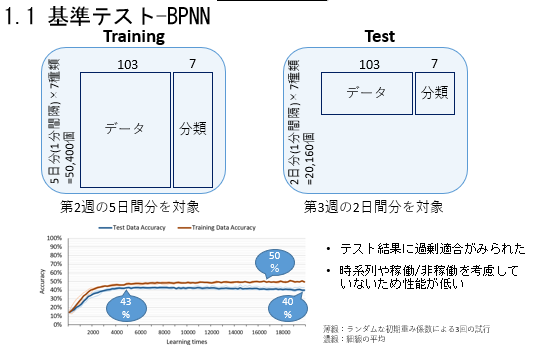 1.1 基準テスト–BPNN
Training
Test
103
7
データ
分類
5日分(1分間隔)×7種類
=50,400個
第2週の5日間分を対象
103
7
データ
分類
2日分(1分間隔)×7種類
=20,160個
第3週の2日間分を対象
Test Data Accuracy
Training Data Accuracy
100%
90%
80%
70%
60%
50%
40%
30%
20%
10%
0%
Accuracy
2000
4000
6000
8000
10000
12000
14000
16000
18000
Learning times
43
%
50
%
40
%
• テスト結果に過剰適合がみられた
• 時系列や稼働/非稼働を考慮して
いないため性能が低い
薄線：ランダムな初期重み係数による3回の試行
濃線：細線の平均